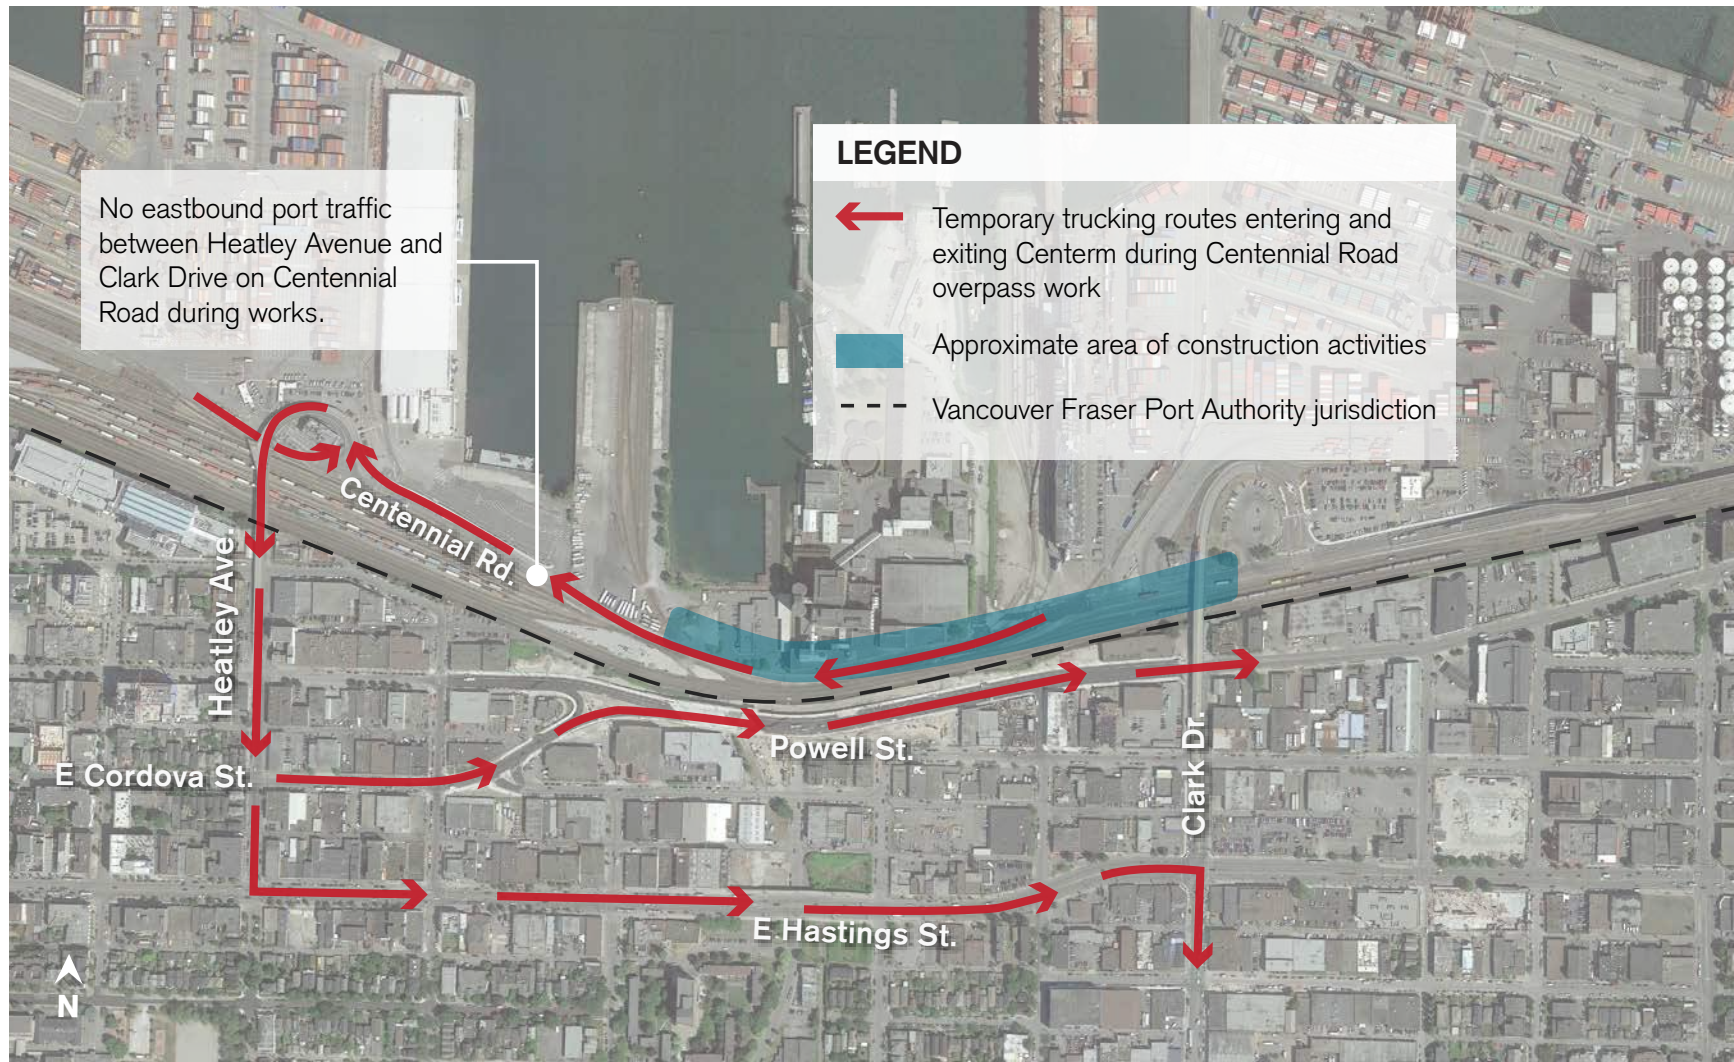 LEGEND
Temporary trucking routes entering and
exiting Centerm during Centennial Road
overpass work
Approximate area of construction activities
Vancouver Fraser Port Authority jurisdiction
No eastbound port traffic
between Heatley Avenue and
Clark Drive on Centennial
Road during works.
Centennial Rd.
Heatley Ave.
E Cordova St.
Powell St.
Clark Dr.
E Hastings St.
N